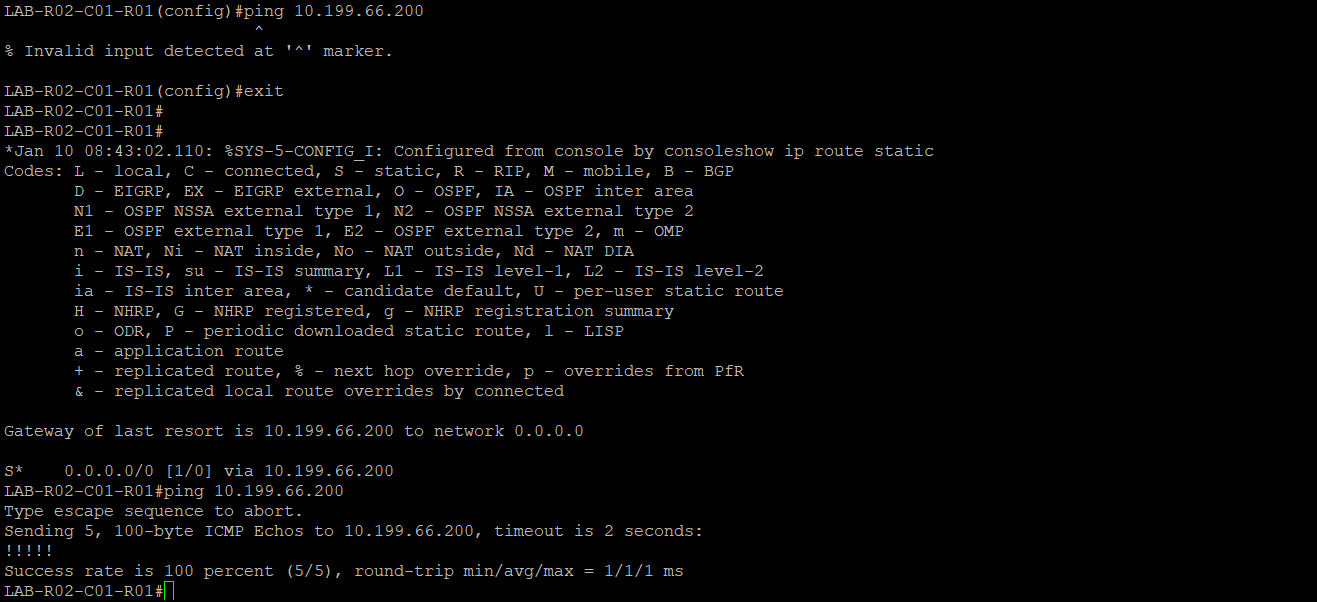 LAB-R02-C01-R01(config)#ping 10.199.66.200
                         ^
% Invalid input detected at '^' marker.

LAB-R02-C01-R01(config)#exit
LAB-R02-C01-R01#
LAB-R02-C01-R01#
*Jan 10 08:43:02.110: %SYS-5-CONFIG_I: Configured from console by consoleshow ip route static
Codes: L - local, C - connected, S - static, R - RIP, M - mobile, B - BGP
       D - EIGRP, EX - EIGRP external, O - OSPF, IA - OSPF inter area
       N1 - OSPF NSSA external type 1, N2 - OSPF NSSA external type 2
       E1 - OSPF external type 1, E2 - OSPF external type 2, m - OMP
       n - NAT, Ni - NAT inside, No - NAT outside, Nd - NAT DIA
       i - IS-IS, su - IS-IS summary, L1 - IS-IS level-1, L2 - IS-IS level-2
       ia - IS-IS inter area, * - candidate default, U - per-user static route
       H - NHRP, G - NHRP registered, g - NHRP registration summary
       o - ODR, P - periodic downloaded static route, l - LISP
       a - application route
       + - replicated route, % - next hop override, p - overrides from PfR
       & - replicated local route overrides by connected

Gateway of last resort is 10.199.66.200 to network 0.0.0.0

S*    0.0.0.0/0 [1/0] via 10.199.66.200
LAB-R02-C01-R01#ping 10.199.66.200
Type escape sequence to abort.
Sending 5, 100-byte ICMP Echos to 10.199.66.200, timeout is 2 seconds:
!!!!!
Success rate is 100 percent (5/5), round-trip min/avg/max = 1/1/1 ms
LAB-R02-C01-R01#